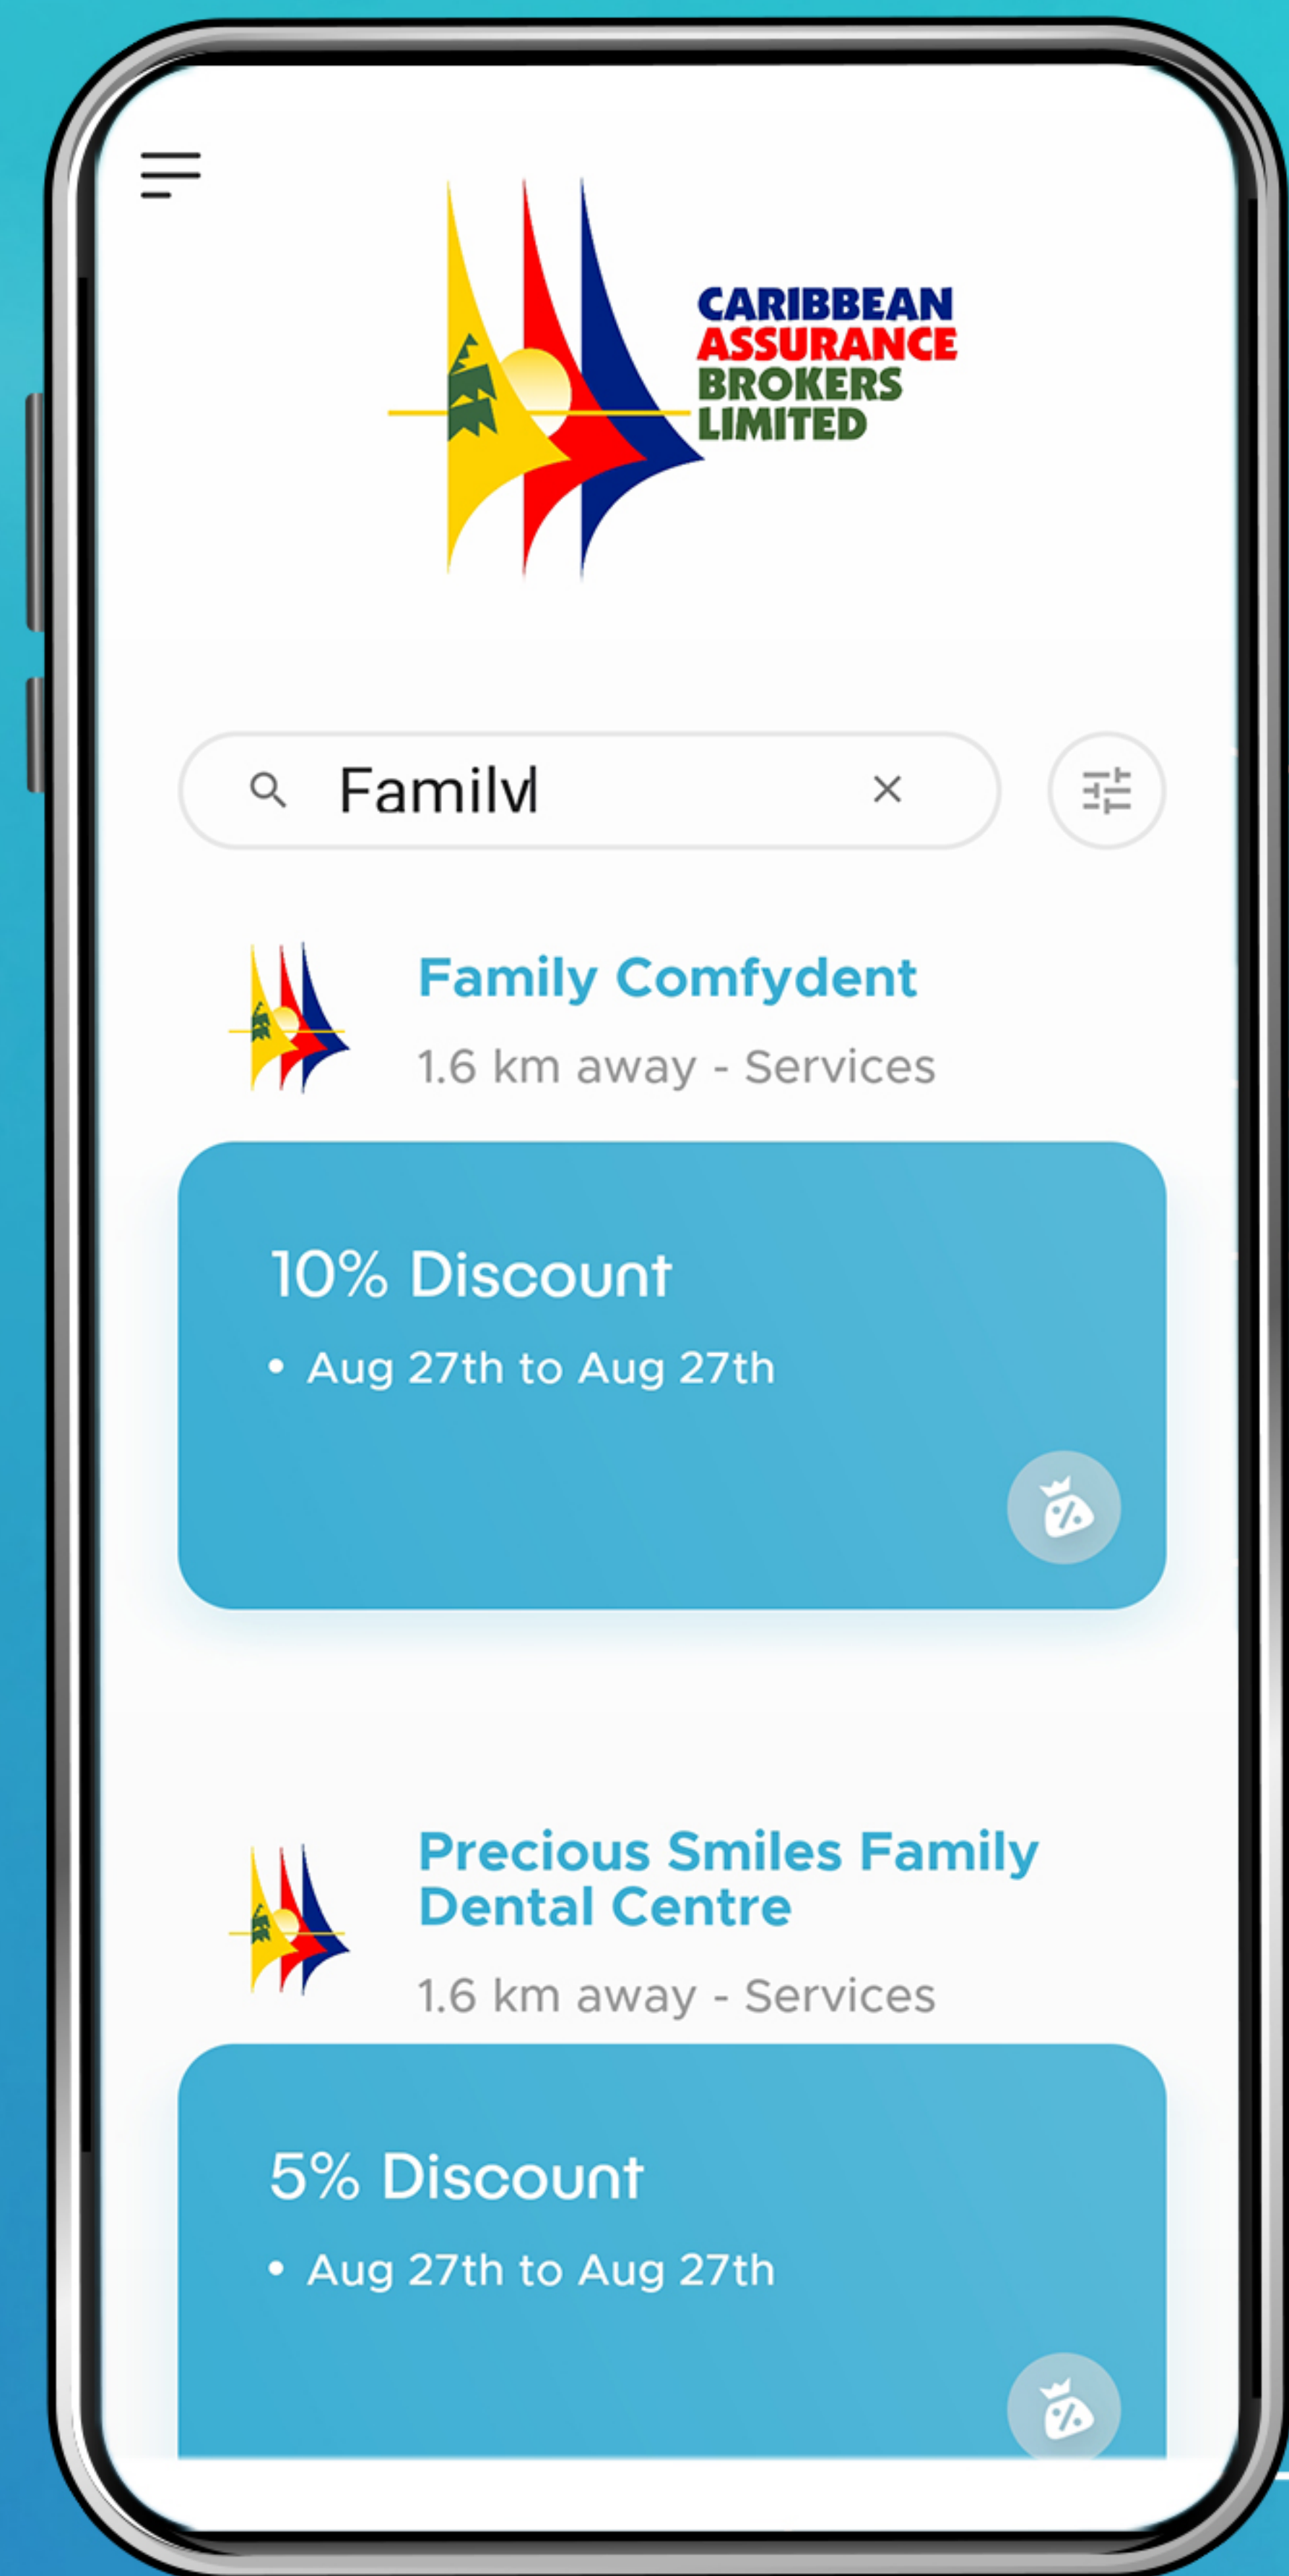 CARIBBEAN
ASSURANCE
BROKERS
LIMITED
Family
Family Comfydent
1.6 km away - Services
10% Discount
• Aug 27th to Aug 27th
Precious Smiles Family
Dental Centre
1.6 km away - Services
5% Discount
• Aug 27th to Aug 27th